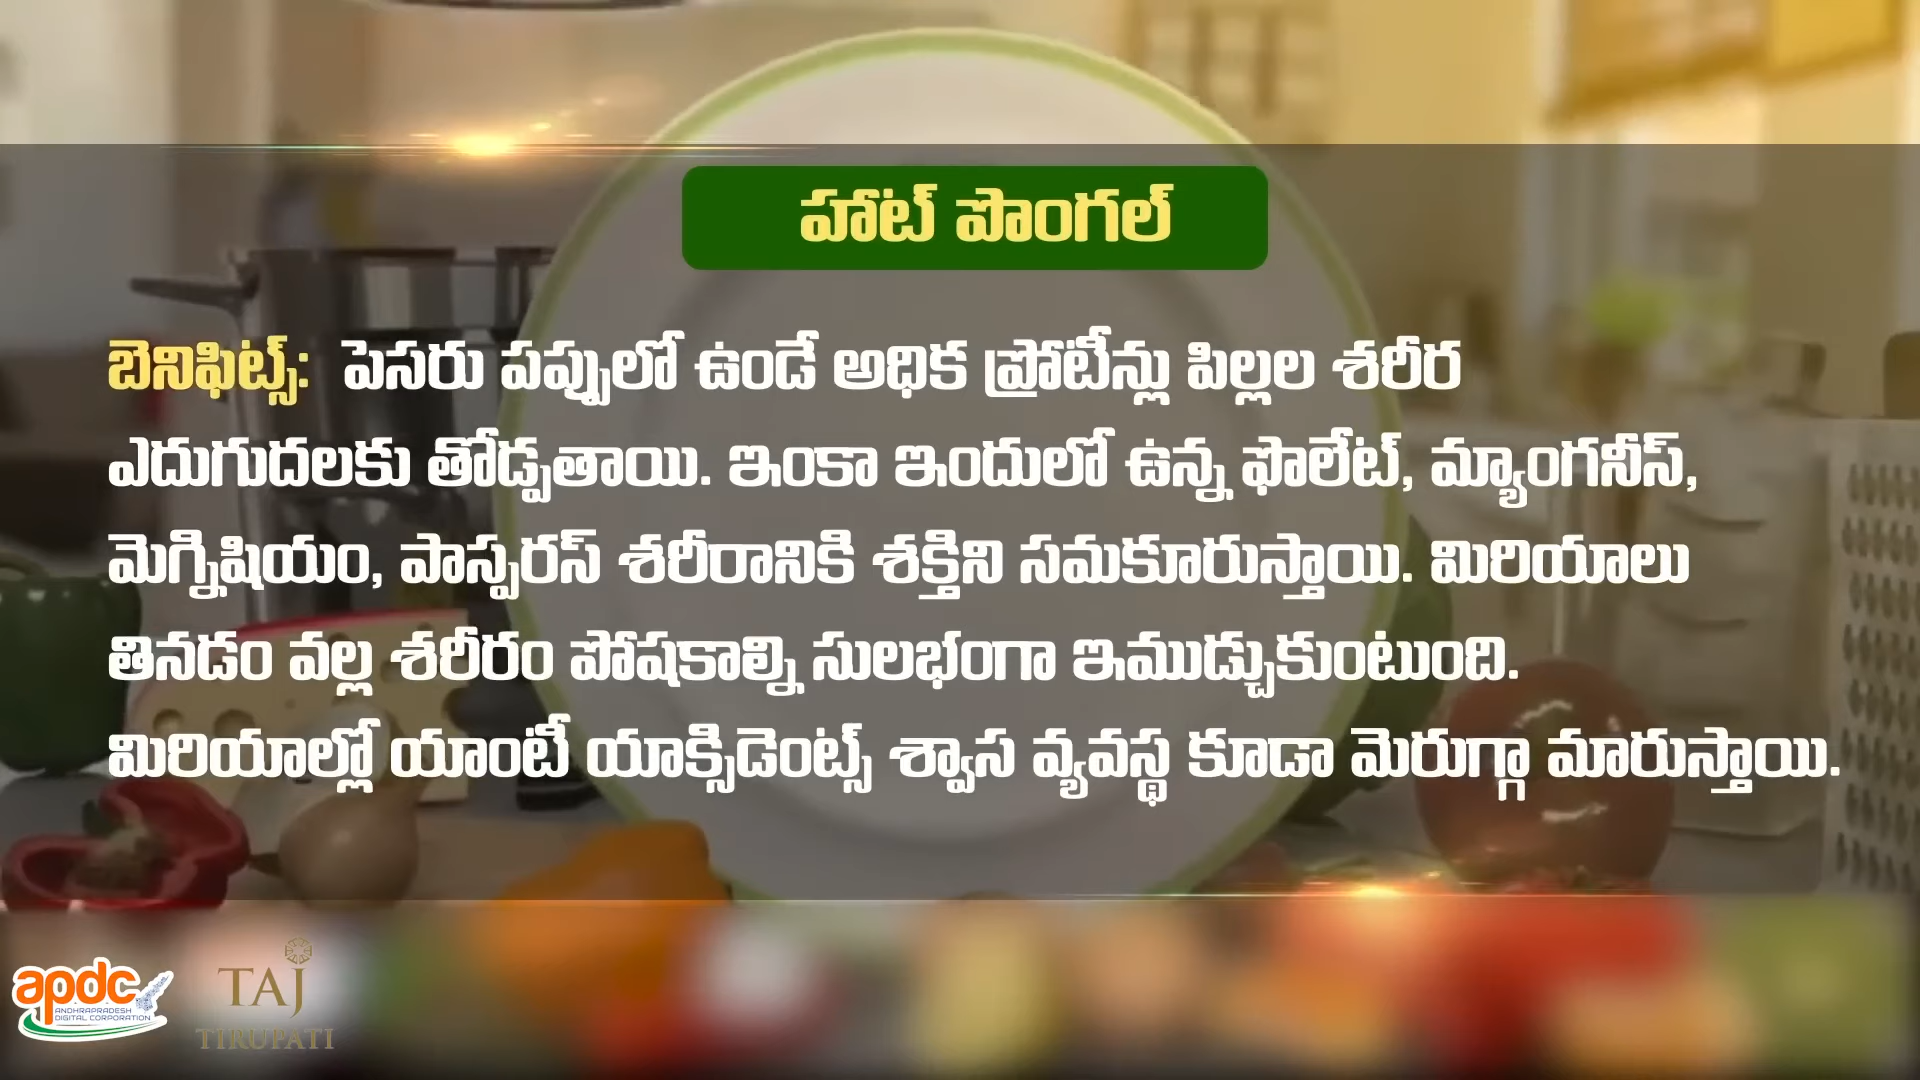 హాట్ పొంగల్
బెనిఫిట్స్: పెసరు పప్పులో ఉండే అధిక ప్రోటీన్లు పిల్లల శరీర
ఎదుగుదలకు తోడ్పతాయి. ఇంకా ఇందులో ఉన్న ఫొలేట్, మ్యాంగనీస్,
మెగ్నిషియం, పాస్పరస్ శరీరానికి శక్తిని సమకూరుస్తాయి. మిరియాలు
తినడం వల్ల శరీరం పోషకాల్ని సులభంగా ఇముడ్చుకుంటుంది.
మిరియాల్లో యాంటీ యాక్సిడెంట్స్ శ్వాస వ్యవస్థ కూడా మెరుగ్గా మారుస్తాయి.
apdc
ANDHRAPRADESH
DIGITAL CORPORATION
TAJ
TIRUPATI